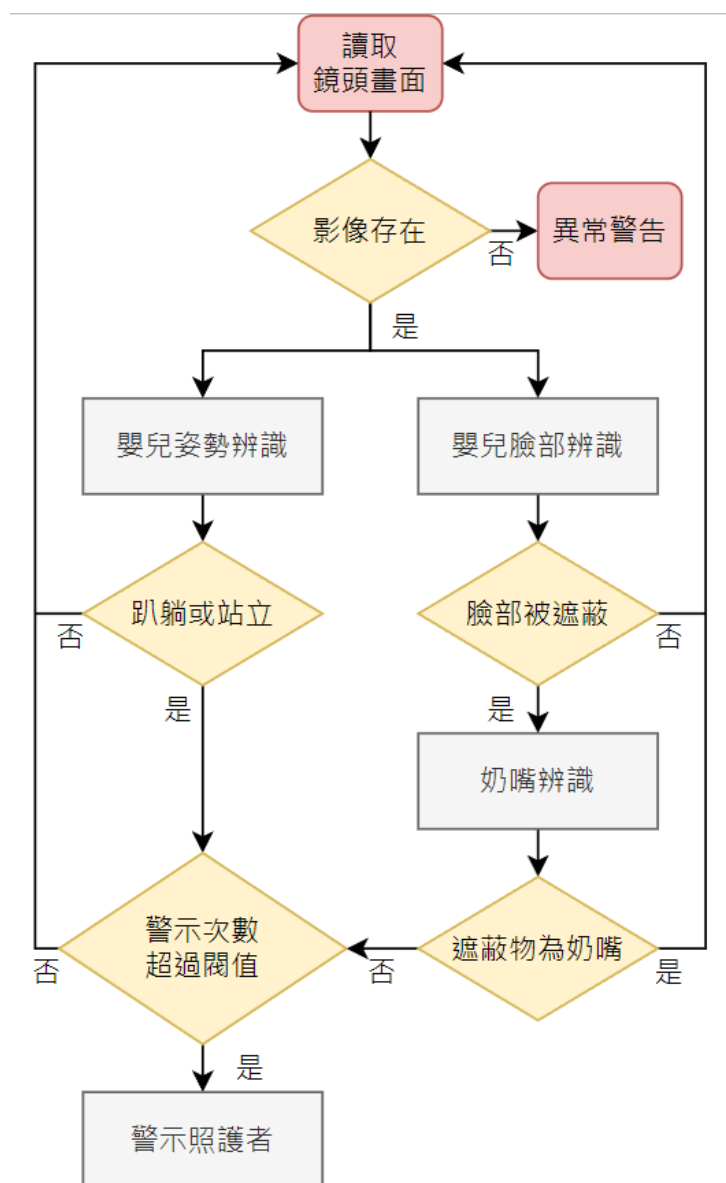 讀取
鏡頭畫面
影像存在
否
異常警告
是
嬰兒姿勢辨識
嬰兒臉部辨識
趴躺或站立
臉部被遮蔽
否
否
是
是
奶嘴辨識
警示次數
超過閥值
遮蔽物為奶嘴
否
否
是
是
警示照護者